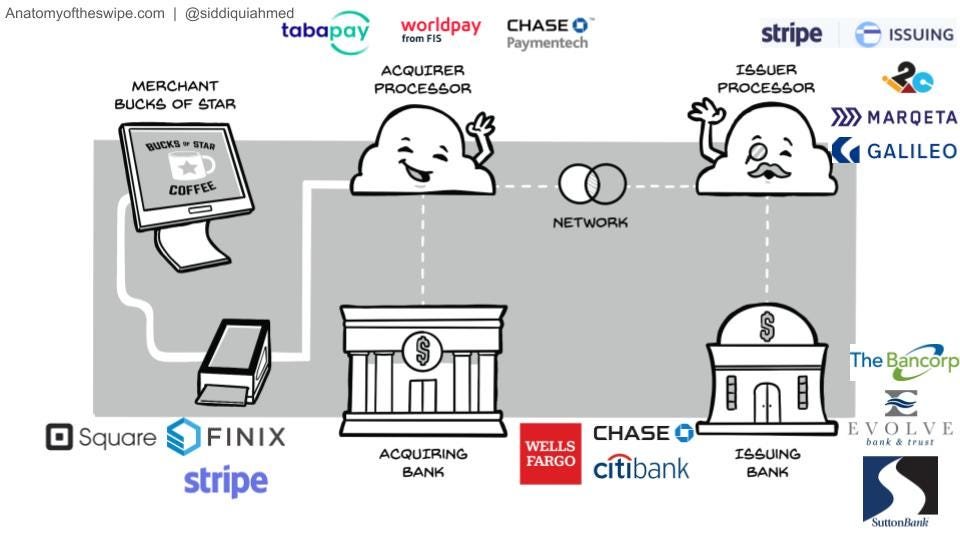 Anatomyoftheswipe.com | @siddiquiahmed
tabapay
worldpay
from FIS
CHASE
Paymentech
stripe
ISSUING
MERCHANT
BUCKS OF STAR
ACQUIRER
PROCESSOR
ISSUER
PROCESSOR
i2c
MARQETA
GALILEO
BUCKS OF STAR
COFFEE
NETWORK
$
$
The Bancorp
EVOLVE
bank & trust
Square
FINIX
stripe
ACQUIRING
BANK
WELLS
FARGO
CHASE
citibank
ISSUING
BANK
SuttonBank